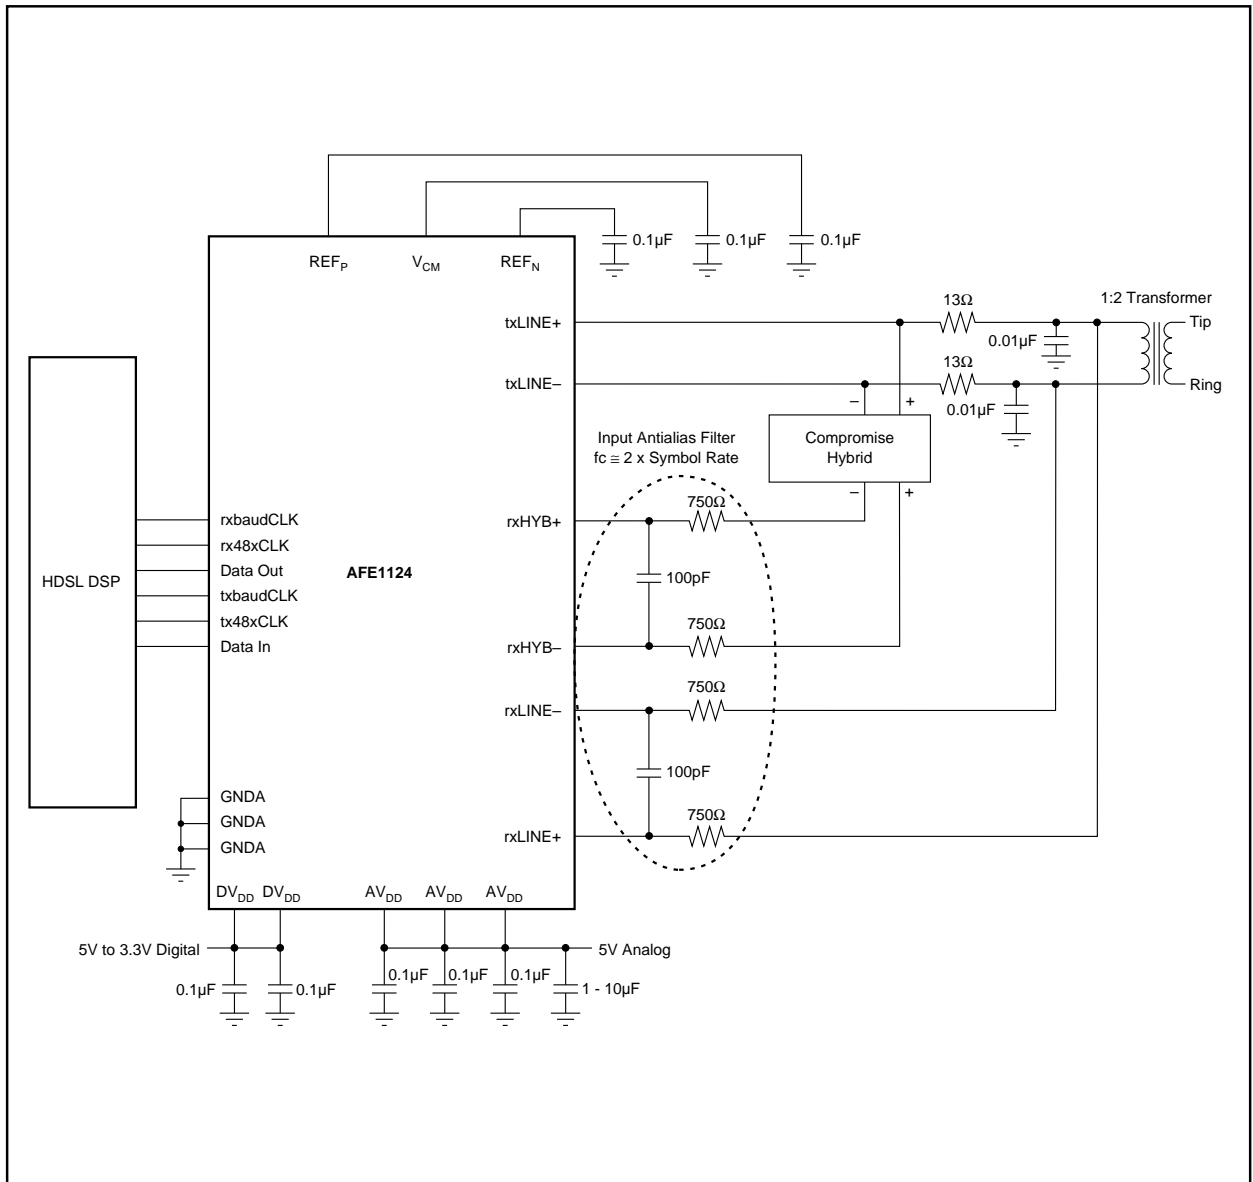 0.1µF 0.1µF 0.1µF
REFP VCM REFN
txLINE+
13Ω
1:2 Transformer
Tip
0.01µF
txLINE–
13Ω
Ring
0.01µF
– +
Input Antialias Filter
fc ≅ 2 x Symbol Rate
Compromise
Hybrid
– +
750Ω
rxbaudCLK
rxHYB+
rx48xCLK
HDSL DSP
Data Out
AFE1124
100pF
txbaudCLK
tx48xCLK
Data In
rxHYB–
750Ω
750Ω
rxLINE–
100pF
GNDA
GNDA
GNDA
750Ω
rxLINE+
DVDD DVDD AVDD AVDD AVDD
5V to 3.3V Digital
5V Analog
0.1µF 0.1µF 0.1µF 0.1µF 0.1µF 1 - 10µF